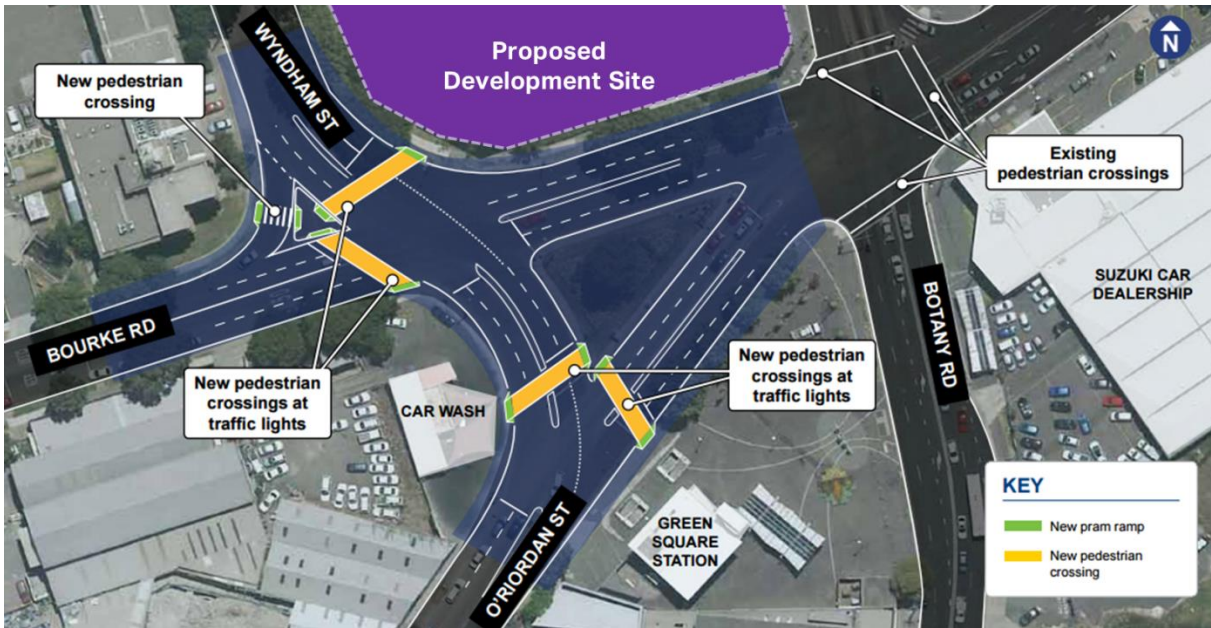 WYNDHAM ST
Proposed
Development Site
N
New pedestrian
crossing
Existing
pedestrian crossings
BOURKE RD
New pedestrian
crossings at
traffic lights
CAR WASH
New pedestrian
crossings at
traffic lights
BOTANY RD
SUZUKI CAR
DEALERSHIP
O'RIORDAN ST
GREEN
SQUARE
STATION
KEY
New pram ramp
New pedestrian
crossing